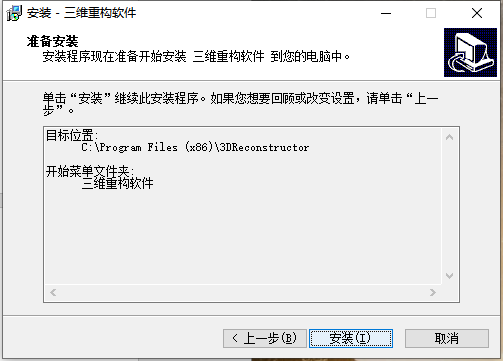 安装 - 三维重构软件
准备安装
安装程序现在准备开始安装 三维重构软件 到您的电脑中。
单击“安装”继续此安装程序。如果您想要回顾或改变设置，请单击“上一
步”。
目标位置:
C:\Program Files (x86)\3DReconstructor
开始菜单文件夹:
三维重构软件
< 上一步(B)
安装(I)
取消